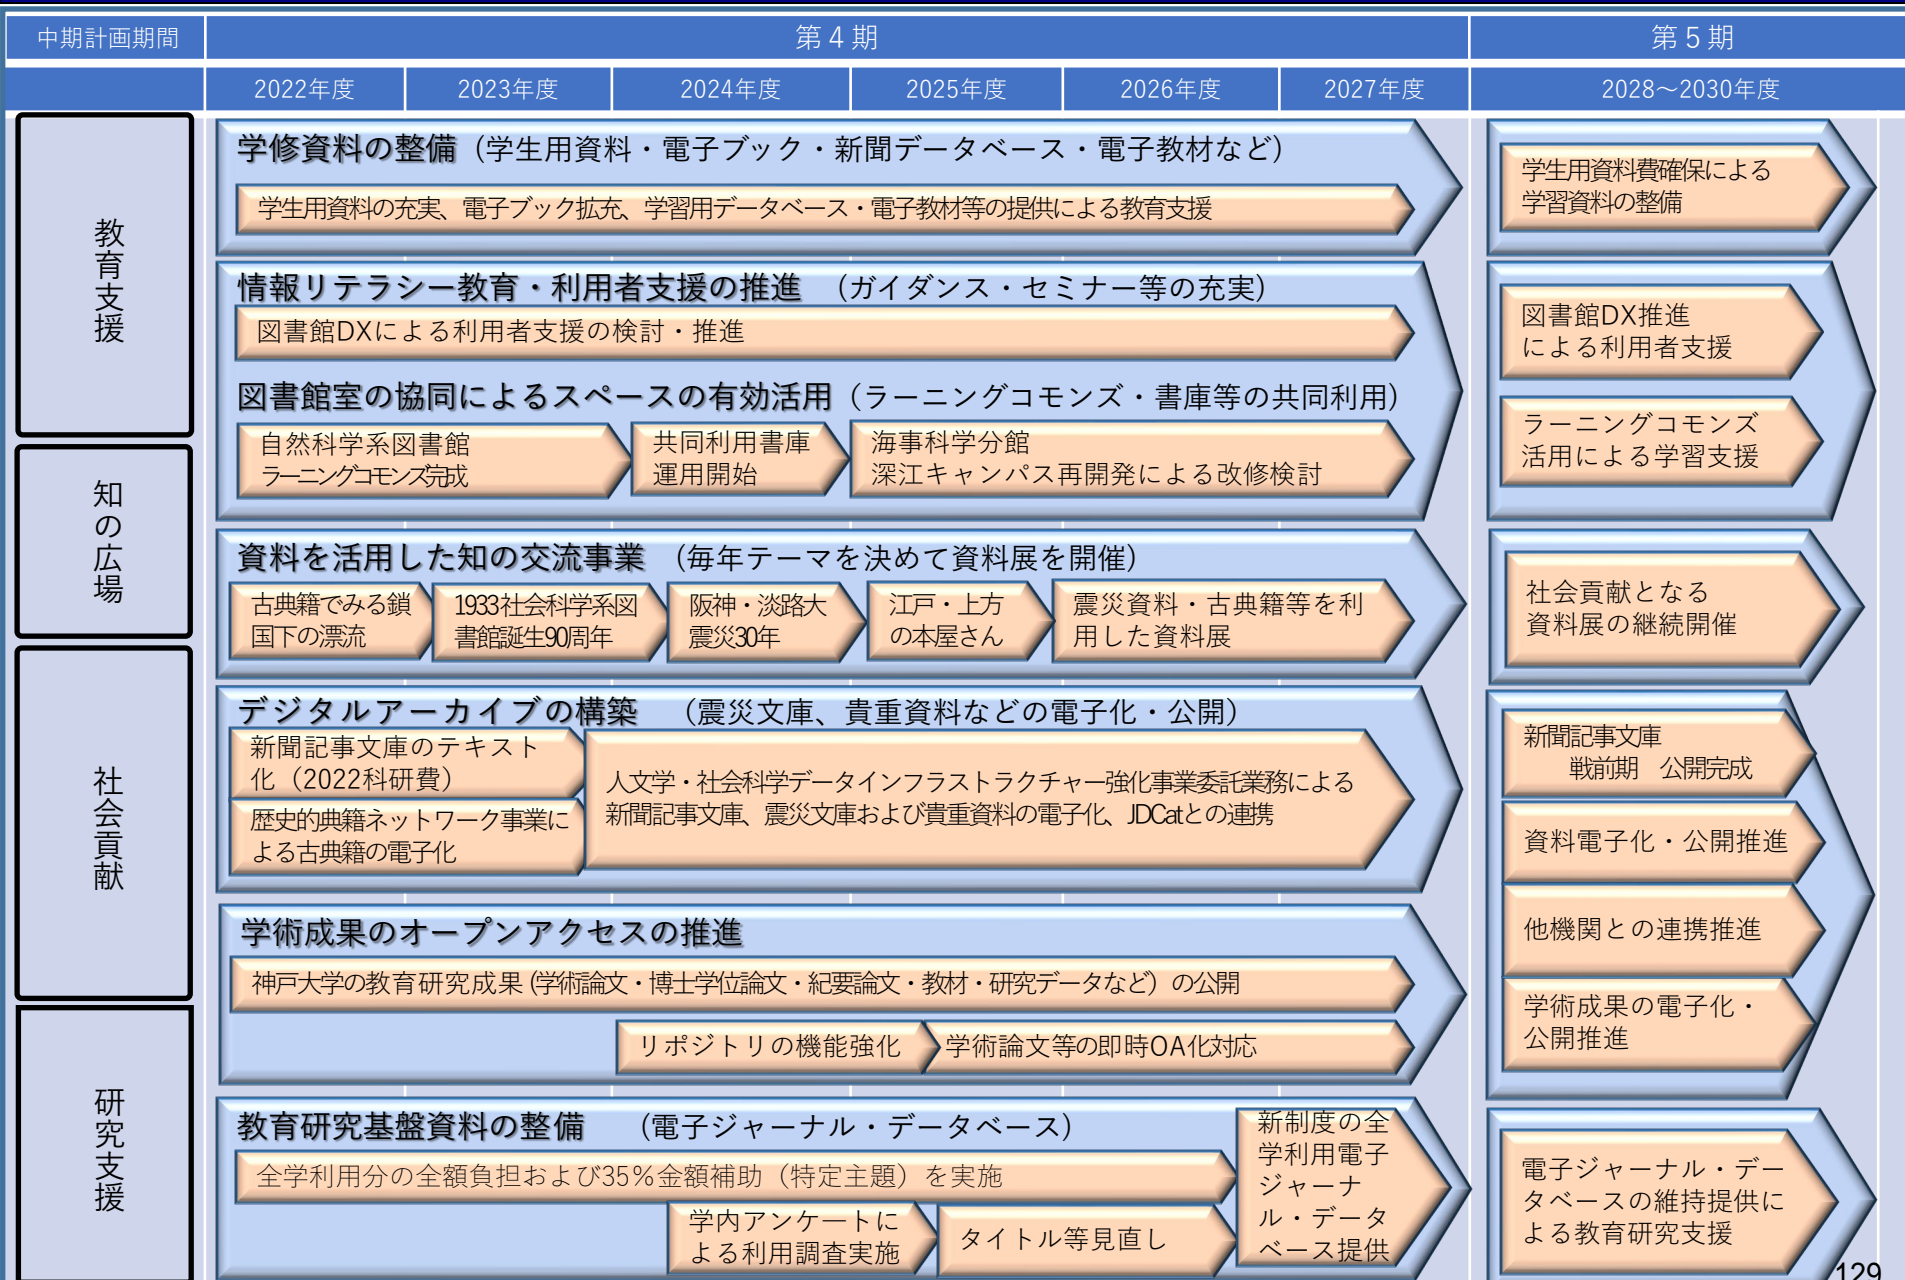 中期計画期間
第4期
第5期
2022年度
2023年度
2024年度
2025年度
2026年度
2027年度
2028～2030年度
教育支援
学修資料の整備（学生用資料・電子ブック・新聞データベース・電子教材など）
学生用資料の充実、電子ブック拡充、学習用データベース・電子教材等の提供による教育支援
学生用資料費確保による
学習資料の整備
情報リテラシー教育・利用者支援の推進　（ガイダンス・セミナー等の充実）
図書館DXによる利用者支援の検討・推進
図書館DX推進
による利用者支援
図書館室の協同によるスペースの有効活用（ラーニングコモンズ・書庫等の共同利用）
自然科学系図書館
ラーニングコモンズ完成
共同利用書庫
運用開始
海事科学分館
深江キャンパス再開発による改修検討
ラーニングコモンズ
活用による学習支援
知の広場
資料を活用した知の交流事業　（毎年テーマを決めて資料展を開催）
古典籍でみる鎖
国下の漂流
1933社会科学系図
書館誕生90周年
阪神・淡路大
震災30年
江戸・上方
の本屋さん
震災資料・古典籍等を利
用した資料展
社会貢献となる
資料展の継続開催
社会貢献
デジタルアーカイブの構築　（震災文庫、貴重資料などの電子化・公開）
新聞記事文庫のテキスト
化（2022科研費）
歴史的典籍ネットワーク事業に
よる古典籍の電子化
人文学・社会科学データインフラストラクチャー強化事業委託業務による
新聞記事文庫、震災文庫および貴重資料の電子化、JDCatとの連携
新聞記事文庫
戦前期　公開完成
資料電子化・公開推進
他機関との連携推進
学術成果の電子化・
公開推進
学術成果のオープンアクセスの推進
神戸大学の教育研究成果（学術論文・博士学位論文・紀要論文・教材・研究データなど）の公開
リポジトリの機能強化
学術論文等の即時OA化対応
研究支援
教育研究基盤資料の整備　（電子ジャーナル・データベース）
全学利用分の全額負担および35％金額補助（特定主題）を実施
学内アンケートに
よる利用調査実施
タイトル等見直し
新制度の全
学利用電子
ジャーナ
ル・データ
ベース提供
電子ジャーナル・デー
タベースの維持提供に
よる教育研究支援
129